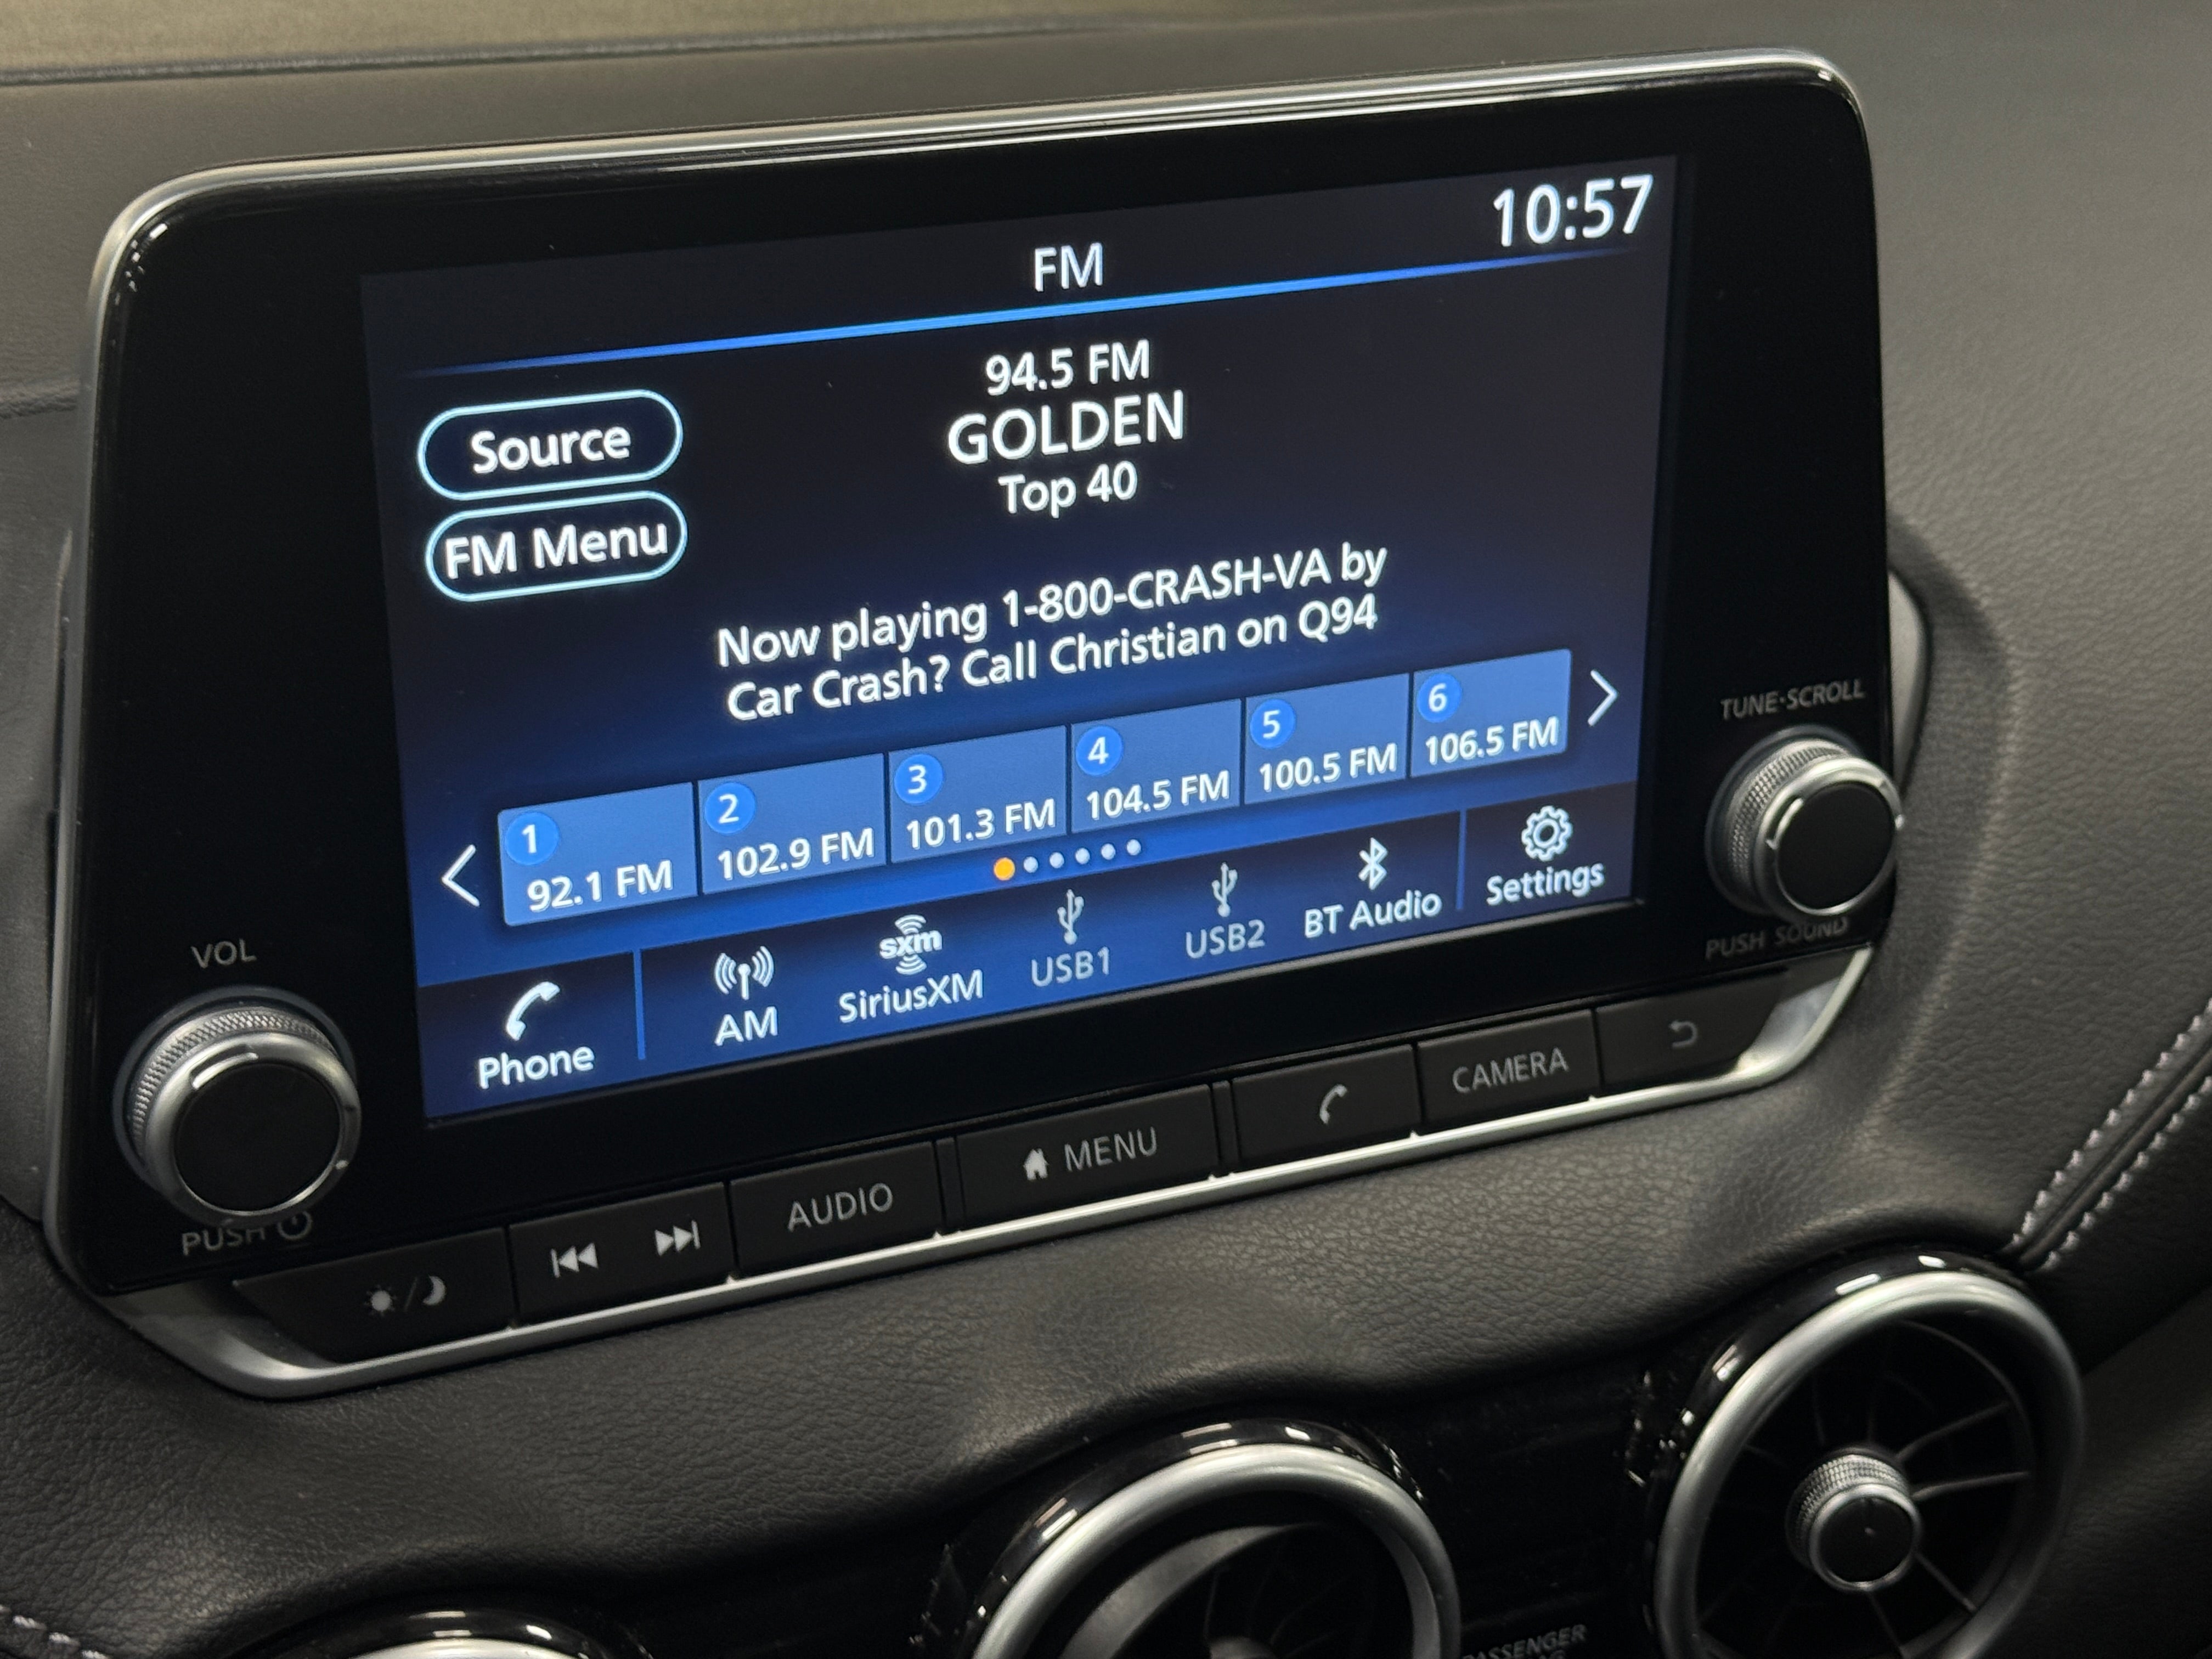 10:57
FM
94.5 FM
GOLDEN
Top 40
Source
FM Menu
Now playing 1-800-CRASH-VA by
Car Crash? Call Christian on Q94
1
92.1 FM
2
102.9 FM
3
101.3 FM
4
104.5 FM
5
100.5 FM
6
106.5 FM
Phone
AM
sxm
SiriusXM
USB1
USB2
BT Audio
Settings
VOL
PUSH
TUNE·SCROLL
PUSH SOUND
AUDIO
MENU
CAMERA
PASSENGER